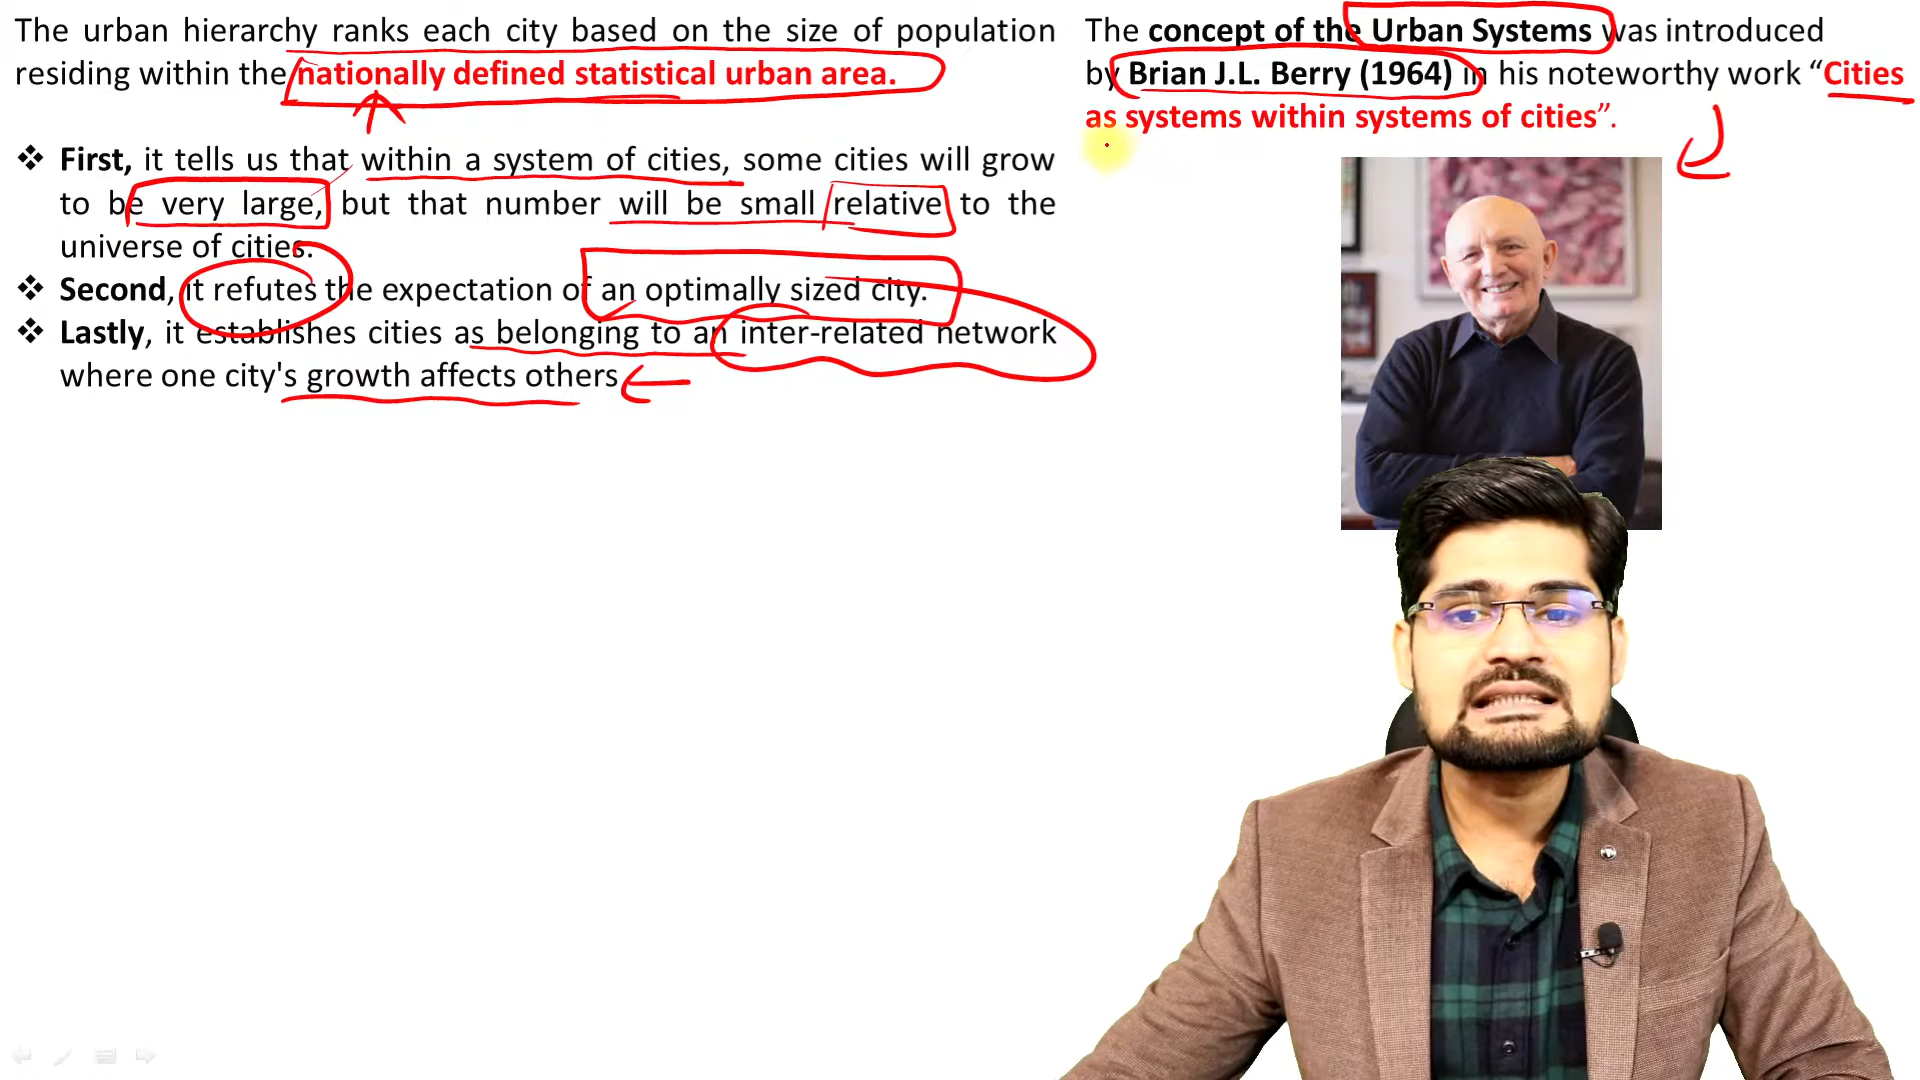 The urban hierarchy ranks each city based on the size of population
residing within the nationally defined statistical urban area.
❖ First, it tells us that within a system of cities, some cities will grow
to be very large, but that number will be small relative to the
universe of cities.
❖ Second, it refutes the expectation of an optimally sized city.
❖ Lastly, it establishes cities as belonging to an inter-related network
where one city's growth affects others
The concept of the Urban Systems was introduced
by Brian J.L. Berry (1964) in his noteworthy work “Cities
as systems within systems of cities”.